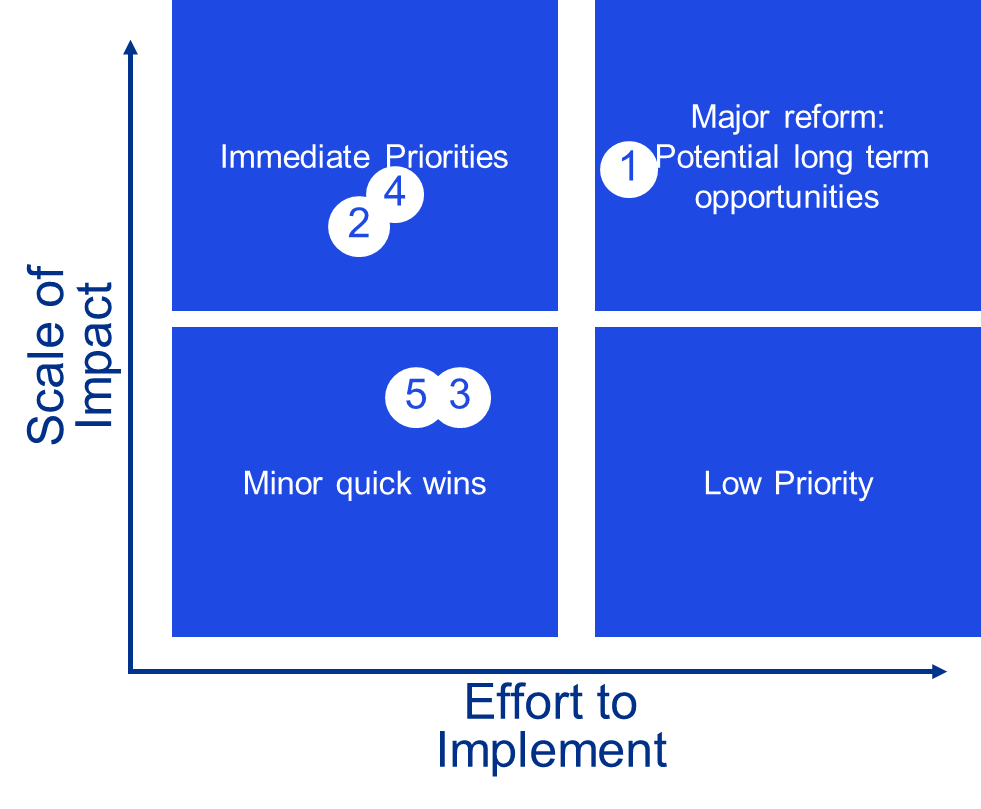 Immediate Priorities
4
2
Major reform:
1
Potential long term
opportunities
Scale of
Impact
5 3
Minor quick wins
Low Priority
Effort to
Implement